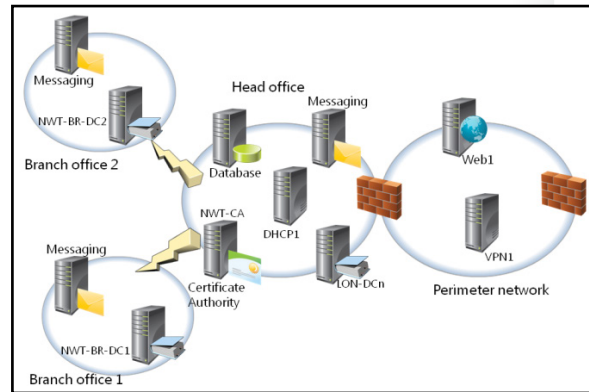 Messaging
NWT-BR-DC2
Branch office 2
Head office
Messaging
Database
DHCP1
NWT-CA
Certificate
Authority
LON-DCn
Web1
VPN1
Perimeter network
Messaging
NWT-BR-DC1
Branch office 1